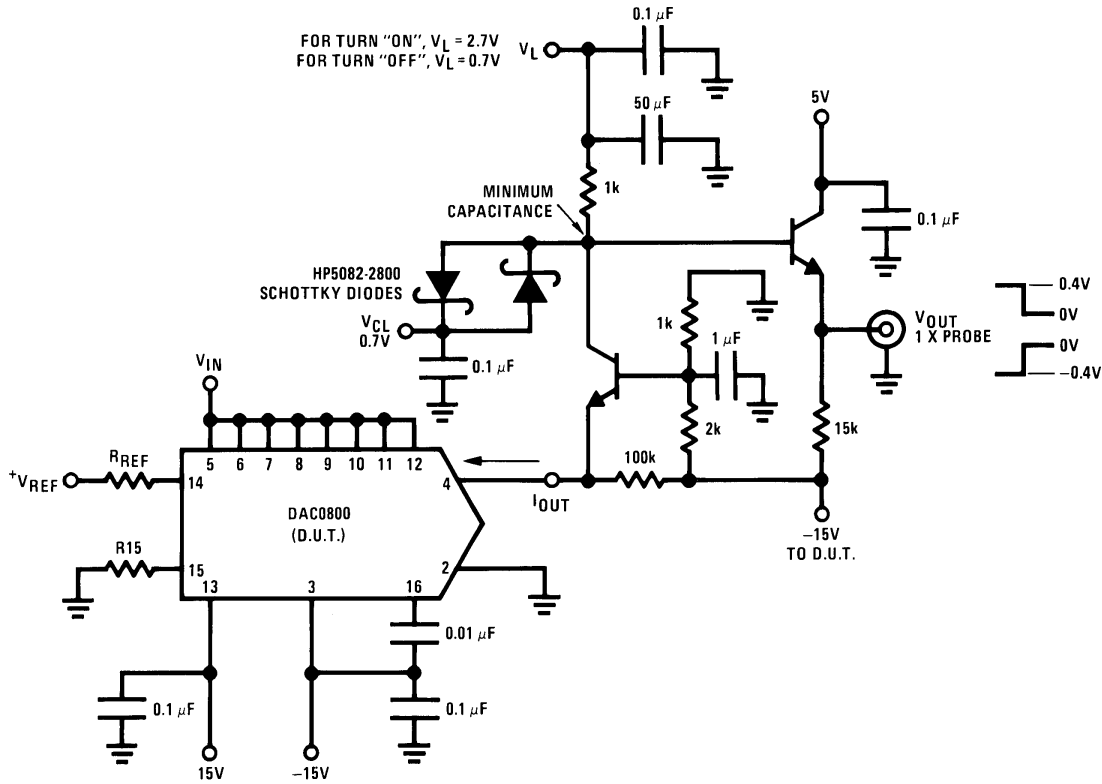 0.1 µF
FOR TURN “ON”, VL = 2.7V
FOR TURN “OFF”, VL = 0.7V
VL
50 µF
5V
1k
MINIMUM
CAPACITANCE
0.1 µF
HP5082-2800
SCHOTTKY DIODES
VCL
0.7V
0.1 µF
1k
1 µF
VOUT
1 X PROBE
0.4V
0V
0V
−0.4V
VIN
2k
15k
100k
5 6 7 8 9 10 11 12
RREF
+VREF
14
4
IOUT
DAC0800
(D.U.T.)
−15V
TO D.U.T.
R15
15
2
13
3
16
0.01 µF
0.1 µF
0.1 µF
15V
−15V